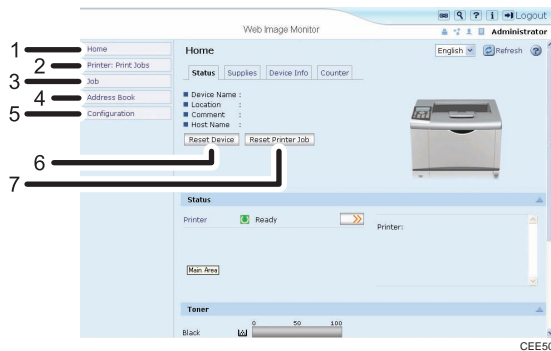 Logout
Web Image Monitor
Administrator
1 Home
2 Printer: Print Jobs
3 Job
4 Address Book
5 Configuration
Home
English
Refresh
Status Supplies Device Info Counter
Device Name :
Location :
Comment :
Host Name :
Reset Device Reset Printer Job
6
7
Status
Printer Ready
Printer:
Main Area
Toner
0 50 100
Black
CEE50